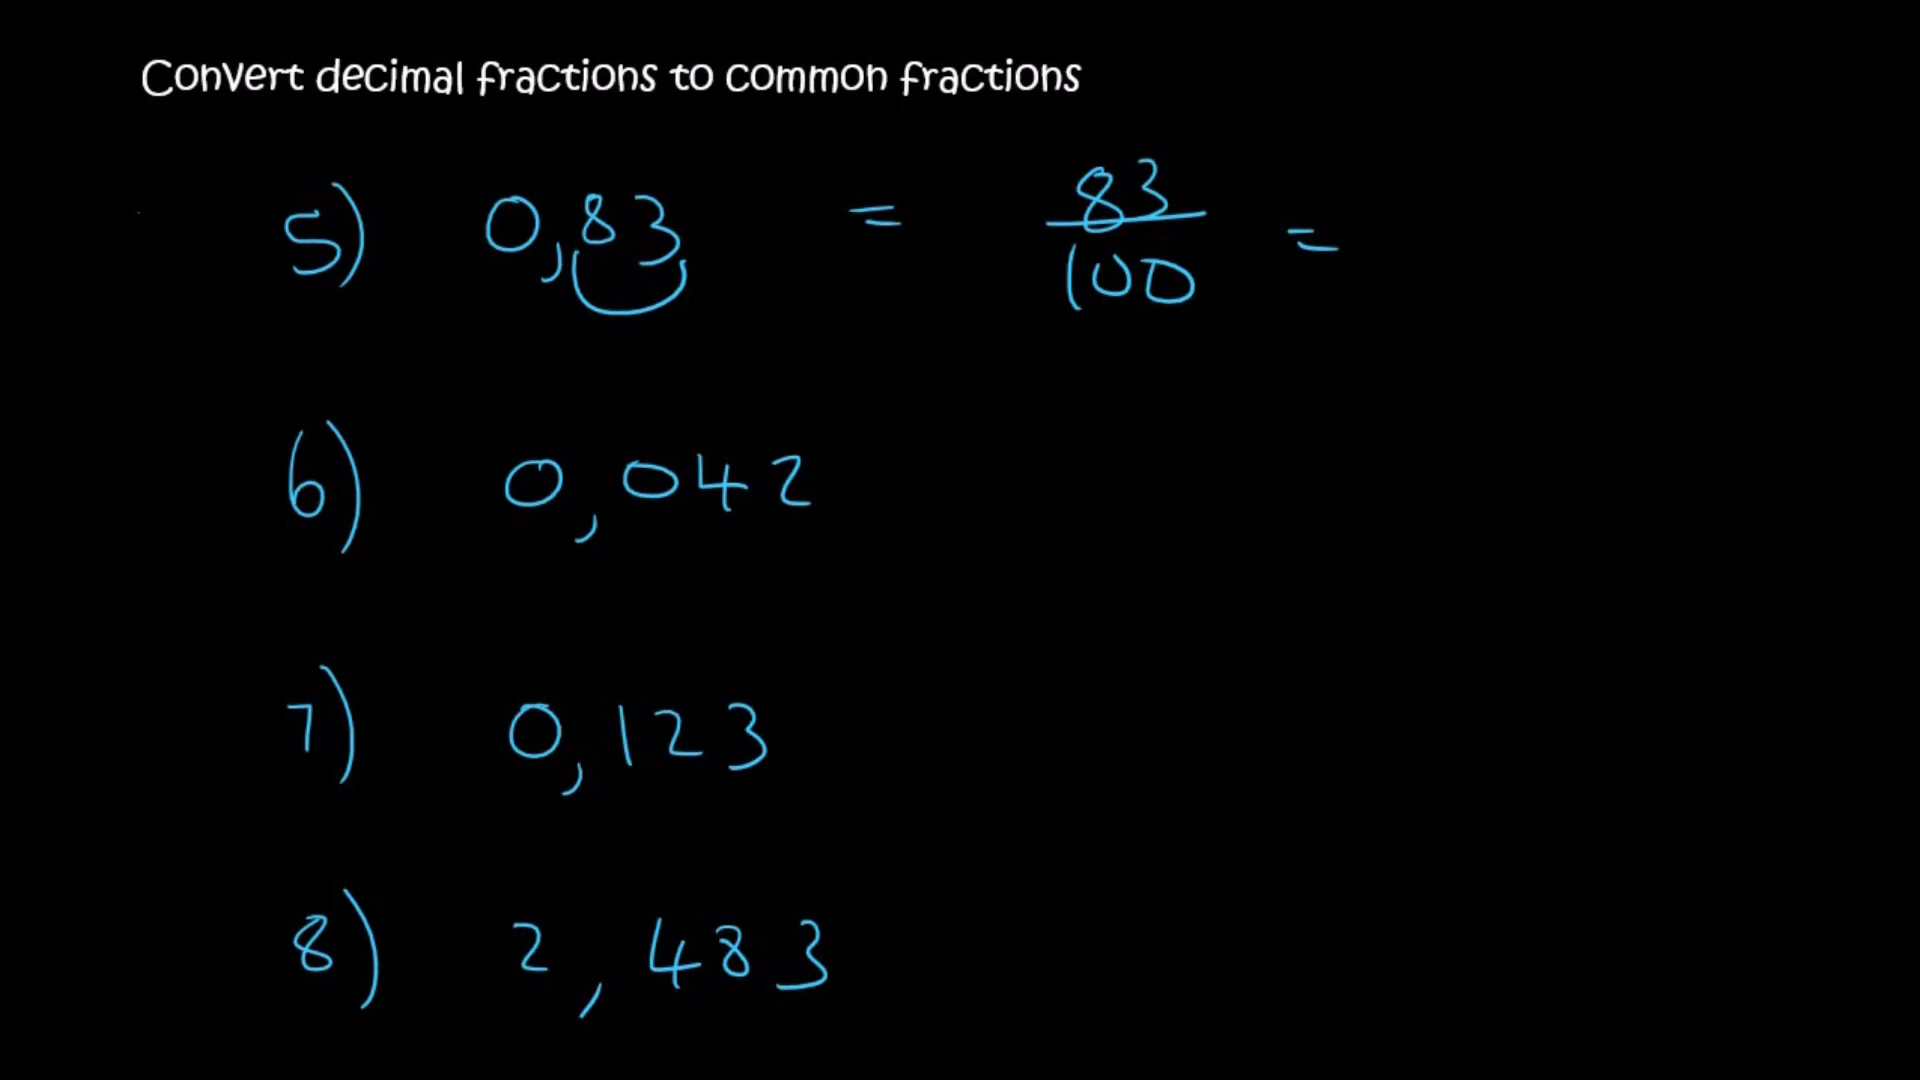 Convert decimal fractions to common fractions
5) 0,83 = 83/100 =
6) 0,042
7) 0,123
8) 2,483